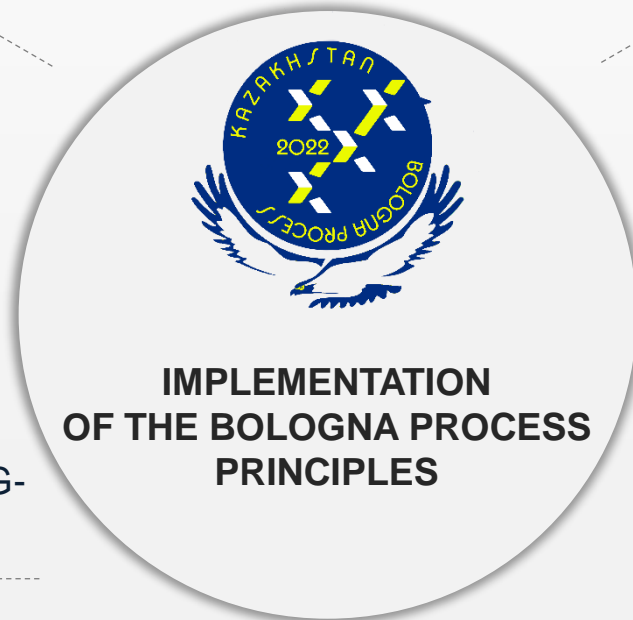 KAZAKHSTAN
2022
BOLOGNA PROCESS
IMPLEMENTATION
OF THE BOLOGNA PROCESS
PRINCIPLES
G-